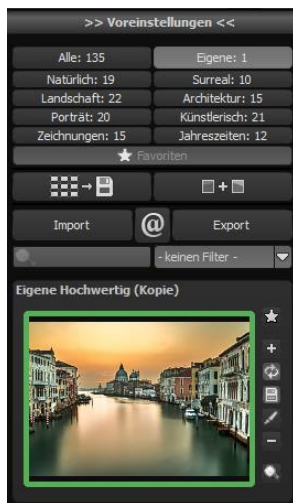 >> Voreinstellungen <<
Alle: 135 Eigene: 1
Natürlich: 19 Surreal: 10
Landschaft: 22 Architektur: 15
Porträt: 20 Künstlerisch: 21
Zeichnungen: 15 Jahreszeiten: 12
Favoriten
Import @ Export
- keinen Filter -
Eigene Hochwertig (Kopie)